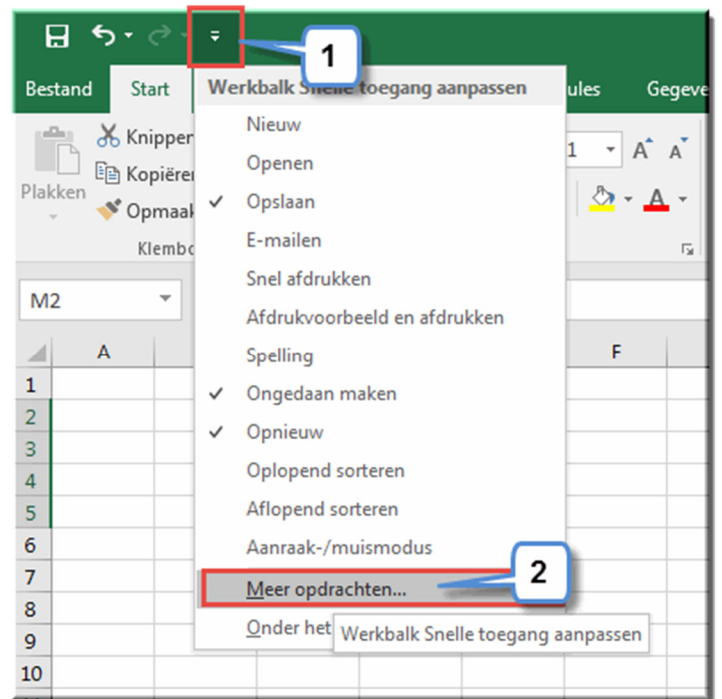 1
Bestand Start ules Gegeve
Werkbalk Snelle toegang aanpassen
Nieuw
Openen
Opslaan
E-mailen
Snel afdrukken
Afdrukvoorbeeld en afdrukken
Spelling
Ongedaan maken
Opnieuw
Oplopend sorteren
Aflopend sorteren
Aanraak-/muismodus
Meer opdrachten...
2
Onder het
Werkbalk Snelle toegang aanpassen
Plakken
Knippen
Kopiëre
Opmaak
Klembo
1 A A
A
M2
A F
1
2
3
4
5
6
7
8
9
10